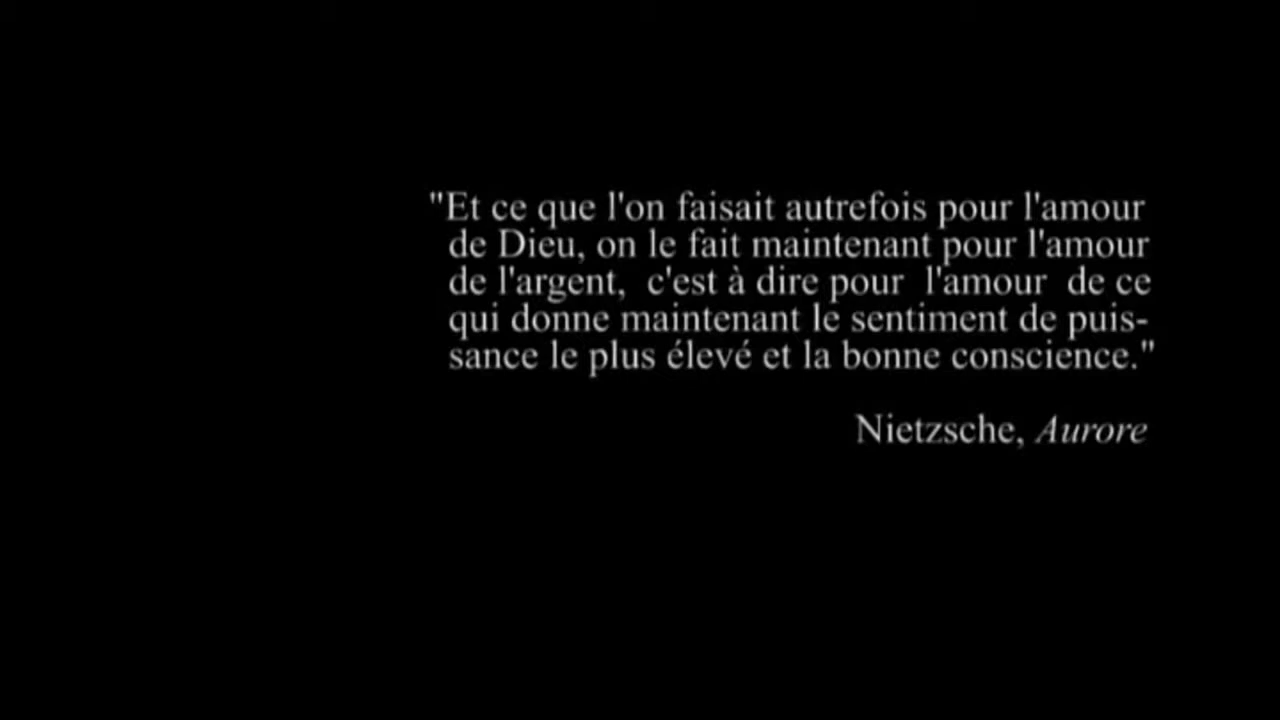 "Et ce que l'on faisait autrefois pour l'amour
de Dieu, on le fait maintenant pour l'amour
de l'argent,  c'est à dire pour  l'amour  de ce
qui donne maintenant le sentiment de puis-
sance le plus élevé et la bonne conscience."
Nietzsche, Aurore